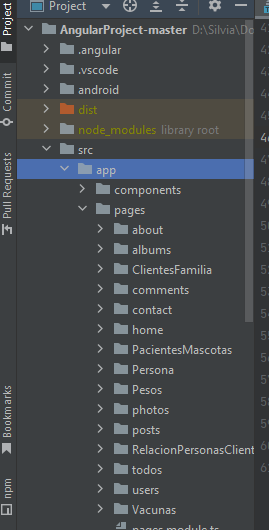 Project
AngularProject-master D:\Silvia\Do
.angular
.vscode
android
dist
node_modules library root
src
app
components
pages
about
albums
ClientesFamilia
comments
contact
home
PacientesMascotas
Persona
Pesos
photos
posts
RelacionPersonasClient
todos
users
Vacunas
pages.module.ts
Project
Commit
Pull Requests
Bookmarks
npm